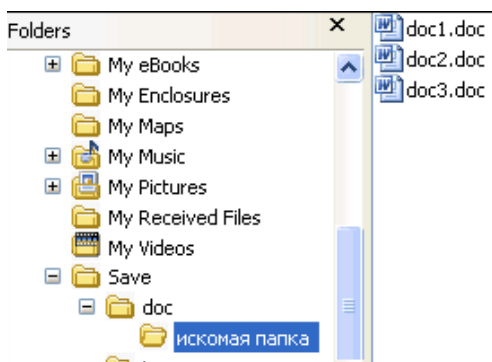 Folders
My eBooks
My Enclosures
My Maps
My Music
My Pictures
My Received Files
My Videos
Save
doc
искомая папка
doc1.doc
doc2.doc
doc3.doc